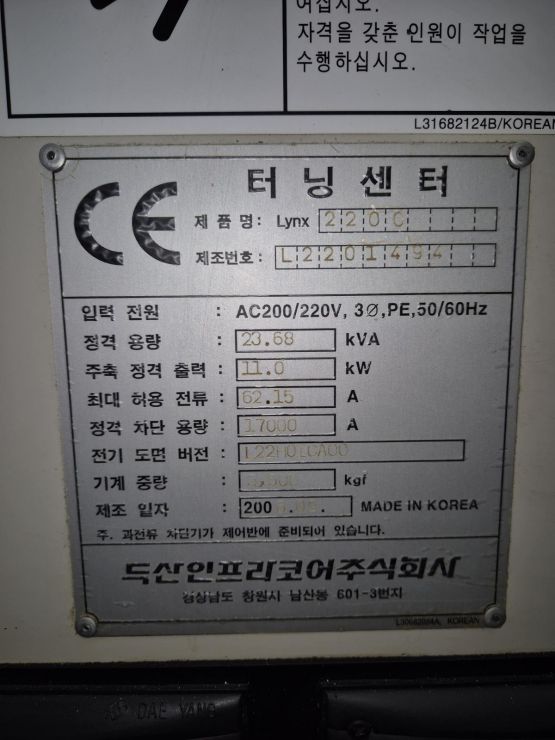 여십시오.
자격을 갖춘 인원이 작업을
수행하십시오.
L31682124B/KOREAN
CE
터닝센터
제 품 명: Lynx 220C
제조번호: L2201494
입력 전원 : AC200/220V, 3Ø,PE,50/60Hz
정격 용량 : 23.68 kVA
주축 정격 출력 : 11.0 kW
최대 허용 전류 : 62.15 A
정격 차단 용량 : 17000 A
전기 도면 버전 :
기계 중량 : kgf
제조 일자 : 200 MADE IN KOREA
주. 과전류 차단기가 제어반에 준비되어 있습니다.
두산인프라코어주식회사
경상남도 창원시 남산동 601-3번지
KOREAN
DAE YANG